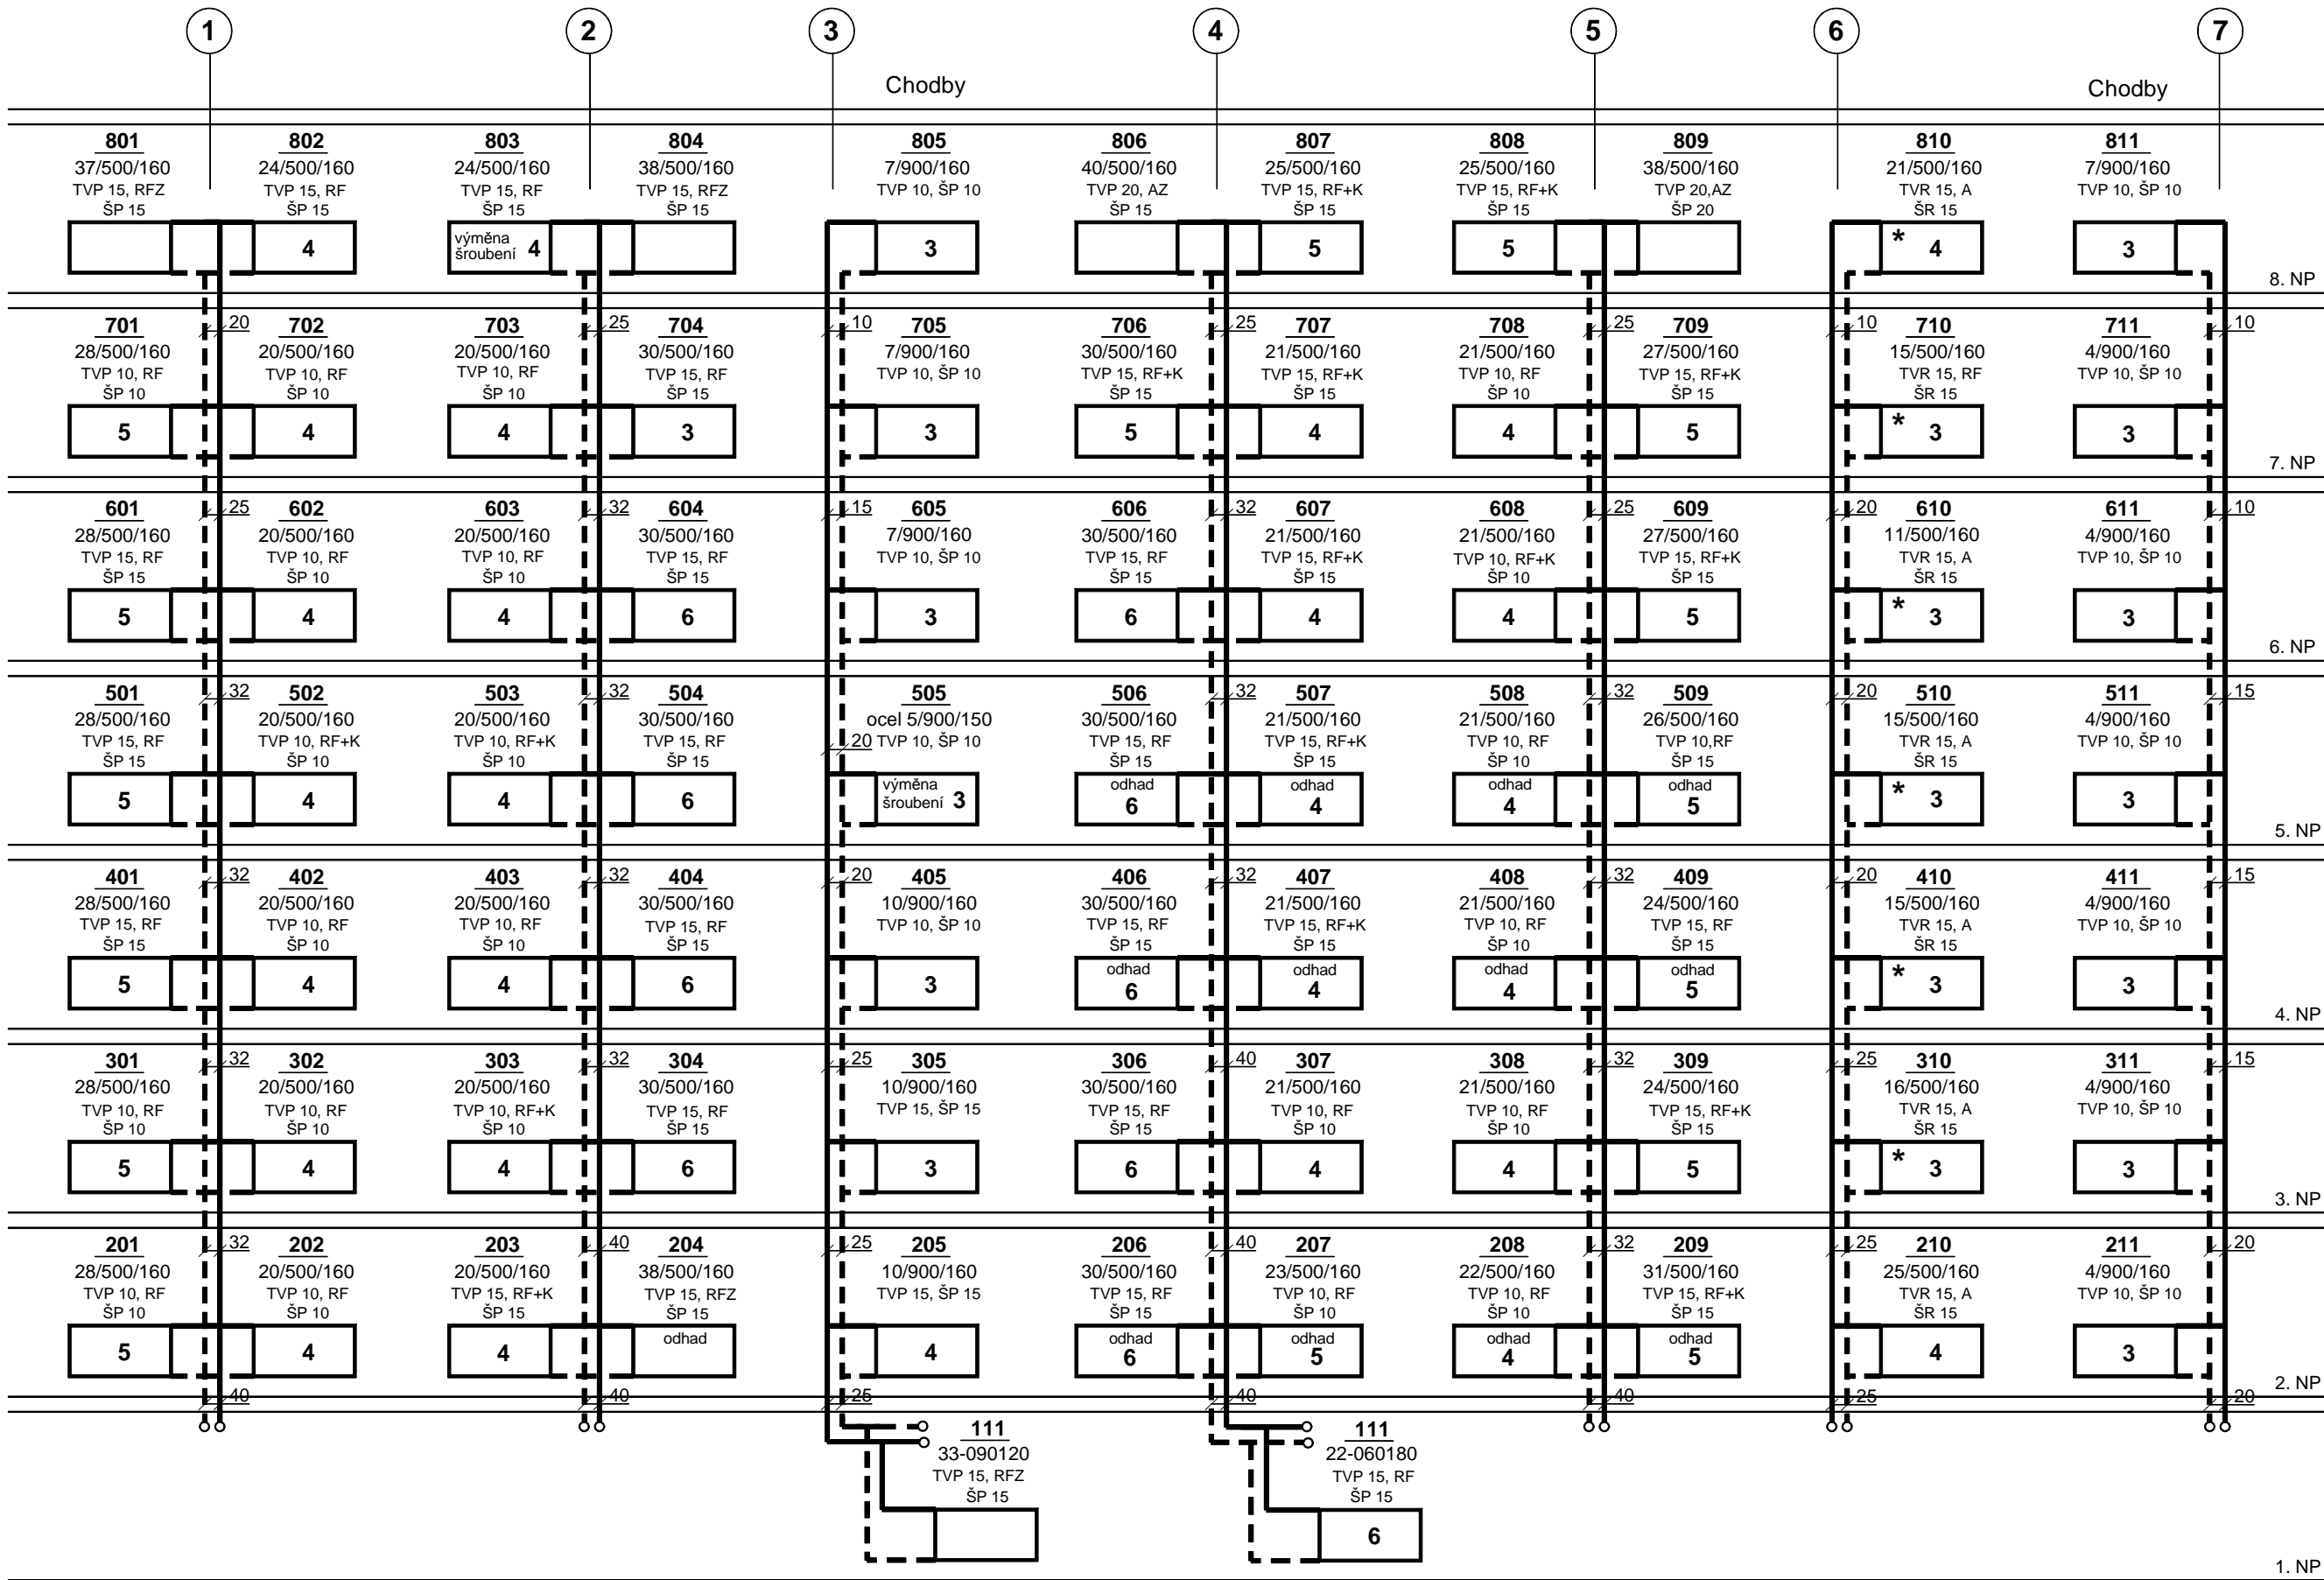 1 2 3 4 5 6 7
Chodby Chodby
801 802 803 804 805 806 807 808 809 810 811
37/500/160 24/500/160 24/500/160 38/500/160 7/900/160 40/500/160 25/500/160 25/500/160 38/500/160 21/500/160 7/900/160
TVP 15, RFZ TVP 15, RF TVP 15, RF TVP 15, RFZ TVP 10, ŠP 10 TVP 20, AZ TVP 15, RF+K TVP 15, RF+K TVP 20,AZ TVR 15, A TVP 10, ŠP 10
ŠP 15 ŠP 15 ŠP 15 ŠP 15 ŠP 15 ŠP 15 ŠP 15 ŠP 20 ŠR 15
4 výměna šroubení 4 3 5 5 * 4 3
8. NP
20 25 10 25 25 10 10
701 702 703 704 705 706 707 708 709 710 711
28/500/160 20/500/160 20/500/160 30/500/160 7/900/160 30/500/160 21/500/160 21/500/160 27/500/160 15/500/160 4/900/160
TVP 10, RF TVP 10, RF TVP 10, RF TVP 15, RF TVP 10, ŠP 10 TVP 15, RF+K TVP 15, RF+K TVP 10, RF TVP 15, RF+K TVR 15, RF TVP 10, ŠP 10
ŠP 10 ŠP 10 ŠP 10 ŠP 15 ŠP 15 ŠP 15 ŠP 10 ŠP 15 ŠR 15
5 4 4 3 3 5 4 4 5 * 3 3
7. NP
25 32 15 32 25 20 10
601 602 603 604 605 606 607 608 609 610 611
28/500/160 20/500/160 20/500/160 30/500/160 7/900/160 30/500/160 21/500/160 21/500/160 27/500/160 11/500/160 4/900/160
TVP 15, RF TVP 10, RF TVP 10, RF TVP 15, RF TVP 10, ŠP 10 TVP 15, RF TVP 15, RF+K TVP 10, RF+K TVP 15, RF+K TVR 15, A TVP 10, ŠP 10
ŠP 15 ŠP 10 ŠP 10 ŠP 15 ŠP 15 ŠP 15 ŠP 10 ŠP 15 ŠR 15
5 4 4 6 3 6 4 4 5 * 3 3
6. NP
32 32 20 32 32 20 15
501 502 503 504 505 506 507 508 509 510 511
28/500/160 20/500/160 20/500/160 30/500/160 ocel 5/900/150 30/500/160 21/500/160 21/500/160 26/500/160 15/500/160 4/900/160
TVP 15, RF TVP 10, RF+K TVP 10, RF+K TVP 15, RF TVP 10, ŠP 10 TVP 15, RF TVP 15, RF+K TVP 10, RF TVP 10,RF TVR 15, A TVP 10, ŠP 10
ŠP 15 ŠP 10 ŠP 10 ŠP 15 ŠP 15 ŠP 15 ŠP 10 ŠP 15 ŠR 15
5 4 4 6 výměna šroubení 3 odhad 6 odhad 4 odhad 4 odhad 5 * 3 3
5. NP
32 32 20 32 32 20 15
401 402 403 404 405 406 407 408 409 410 411
28/500/160 20/500/160 20/500/160 30/500/160 10/900/160 30/500/160 21/500/160 21/500/160 24/500/160 15/500/160 4/900/160
TVP 15, RF TVP 10, RF TVP 10, RF TVP 15, RF TVP 10, ŠP 10 TVP 15, RF TVP 15, RF+K TVP 10, RF TVP 15, RF TVR 15, A TVP 10, ŠP 10
ŠP 15 ŠP 10 ŠP 10 ŠP 15 ŠP 15 ŠP 15 ŠP 10 ŠP 15 ŠR 15
5 4 4 6 3 odhad 6 odhad 4 odhad 4 odhad 5 * 3 3
4. NP
32 32 25 40 32 25 15
301 302 303 304 305 306 307 308 309 310 311
28/500/160 20/500/160 20/500/160 30/500/160 10/900/160 30/500/160 21/500/160 21/500/160 24/500/160 16/500/160 4/900/160
TVP 10, RF TVP 10, RF TVP 10, RF+K TVP 15, RF TVP 15, ŠP 15 TVP 15, RF TVP 10, RF TVP 10, RF TVP 15, RF+K TVR 15, A TVP 10, ŠP 10
ŠP 10 ŠP 10 ŠP 10 ŠP 15 ŠP 15 ŠP 10 ŠP 10 ŠP 15 ŠR 15
5 4 4 6 3 6 4 4 5 * 3 3
3. NP
32 40 25 40 32 25 20
201 202 203 204 205 206 207 208 209 210 211
28/500/160 20/500/160 20/500/160 38/500/160 10/900/160 30/500/160 23/500/160 22/500/160 31/500/160 25/500/160 4/900/160
TVP 10, RF TVP 10, RF TVP 15, RF+K TVP 15, RFZ TVP 15, ŠP 15 TVP 15, RF TVP 10, RF TVP 10, RF TVP 15, RF+K TVR 15, A TVP 10, ŠP 10
ŠP 10 ŠP 10 ŠP 15 ŠP 15 ŠP 15 ŠP 10 ŠP 10 ŠP 15 ŠR 15
5 4 4 odhad 4 odhad 6 odhad 5 odhad 4 odhad 5 4 3
2. NP
40 40 25 40 40 25 20
111 111
33-090120 22-060180
TVP 15, RFZ TVP 15, RF
ŠP 15 ŠP 15
6
1. NP